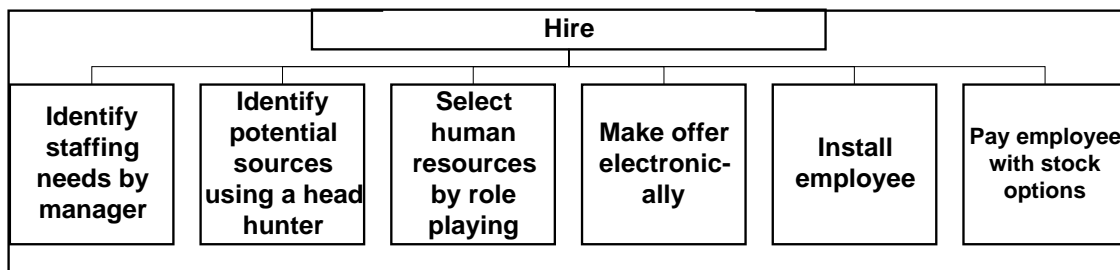 Hire
Identify
staffing
needs by
manager
Identify
potential
sources
using a head
hunter
Select
human
resources
by role
playing
Make offer
electronic-
ally
Install
employee
Pay employee
with stock
options